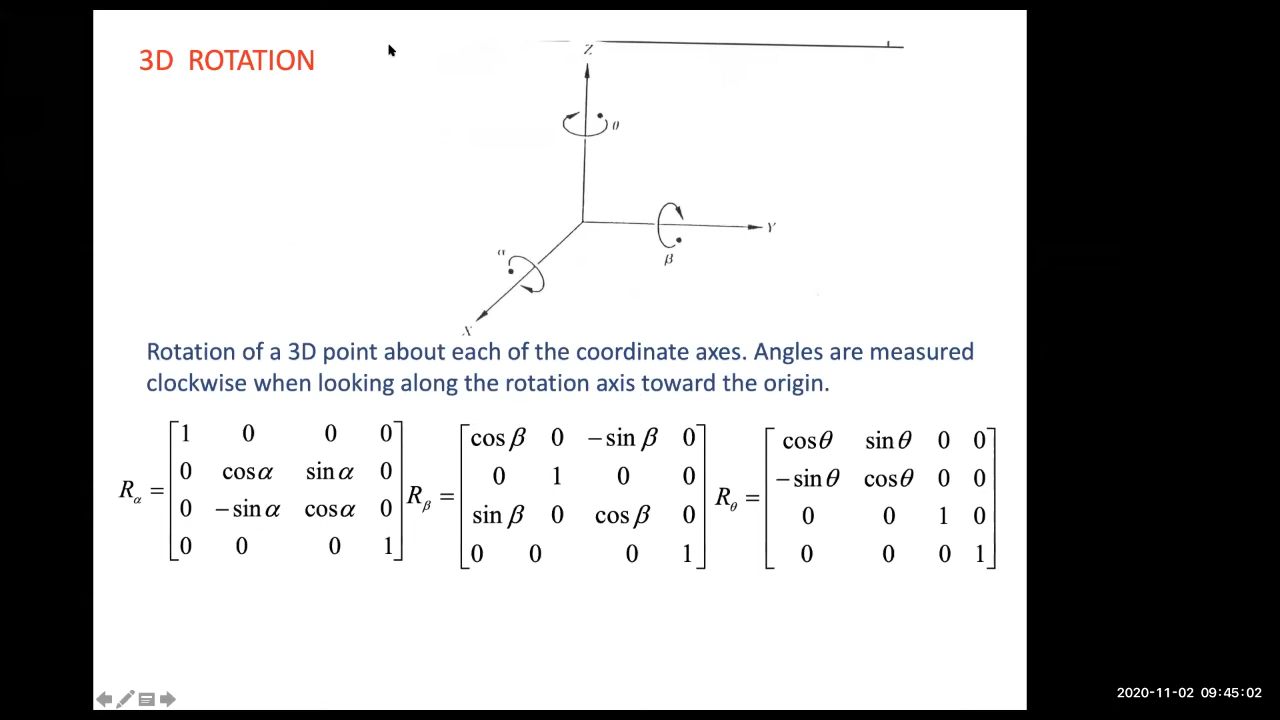 3D ROTATION
Z
θ
Y
β
α
X
Rotation of a 3D point about each of the coordinate axes. Angles are measured
clockwise when looking along the rotation axis toward the origin.
R_α = [1 0 0 0
0 cosα sinα 0
0 −sinα cosα 0
0 0 0 1]
R_β = [cosβ 0 −sinβ 0
0 1 0 0
sinβ 0 cosβ 0
0 0 0 1]
R_θ = [cosθ sinθ 0 0
−sinθ cosθ 0 0
0 0 1 0
0 0 0 1]
2020-11-02 09:45:02